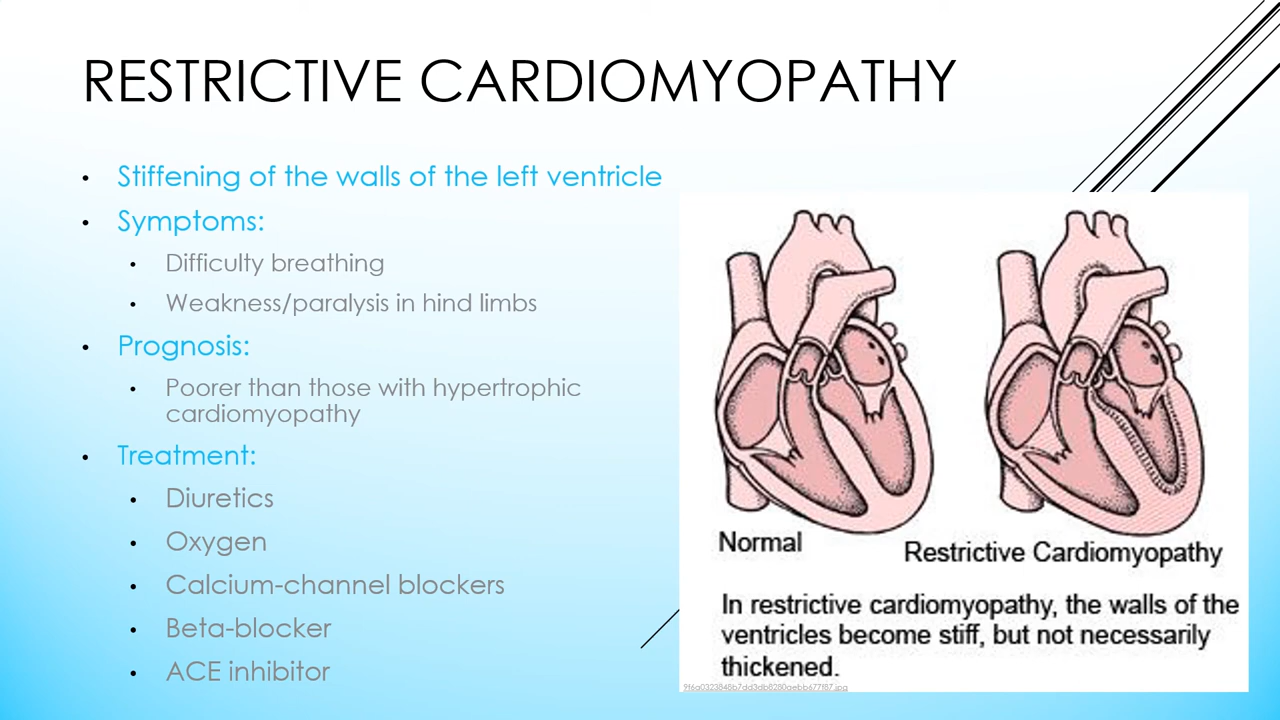 RESTRICTIVE CARDIOMYOPATHY
• Stiffening of the walls of the left ventricle
• Symptoms:
• Difficulty breathing
• Weakness/paralysis in hind limbs
• Prognosis:
• Poorer than those with hypertrophic
cardiomyopathy
• Treatment:
• Diuretics
• Oxygen
• Calcium-channel blockers
• Beta-blocker
• ACE inhibitor
Normal
Restrictive Cardiomyopathy
In restrictive cardiomyopathy, the walls of the
ventricles become stiff, but not necessarily
thickened.